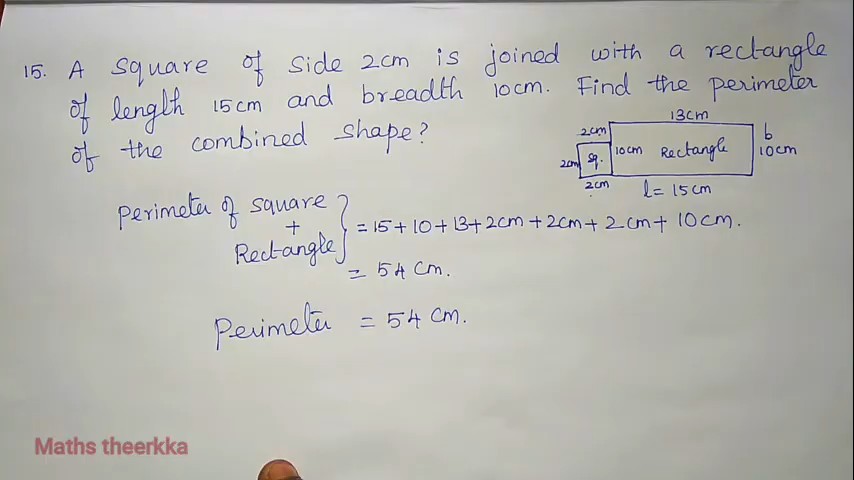 15. A square of side 2cm is joined with a rectangle
of length 15cm and breadth 10cm. Find the perimeter
of the combined shape?
13cm
2cm
b
2cm
sq.
10cm
Rectangle
10cm
2cm
l = 15cm
Perimeter of square
+
Rectangle
= 15 + 10 + 13 + 2cm + 2cm + 2cm + 10cm.
= 54 cm.
Perimeter = 54 cm.
Maths theerkka